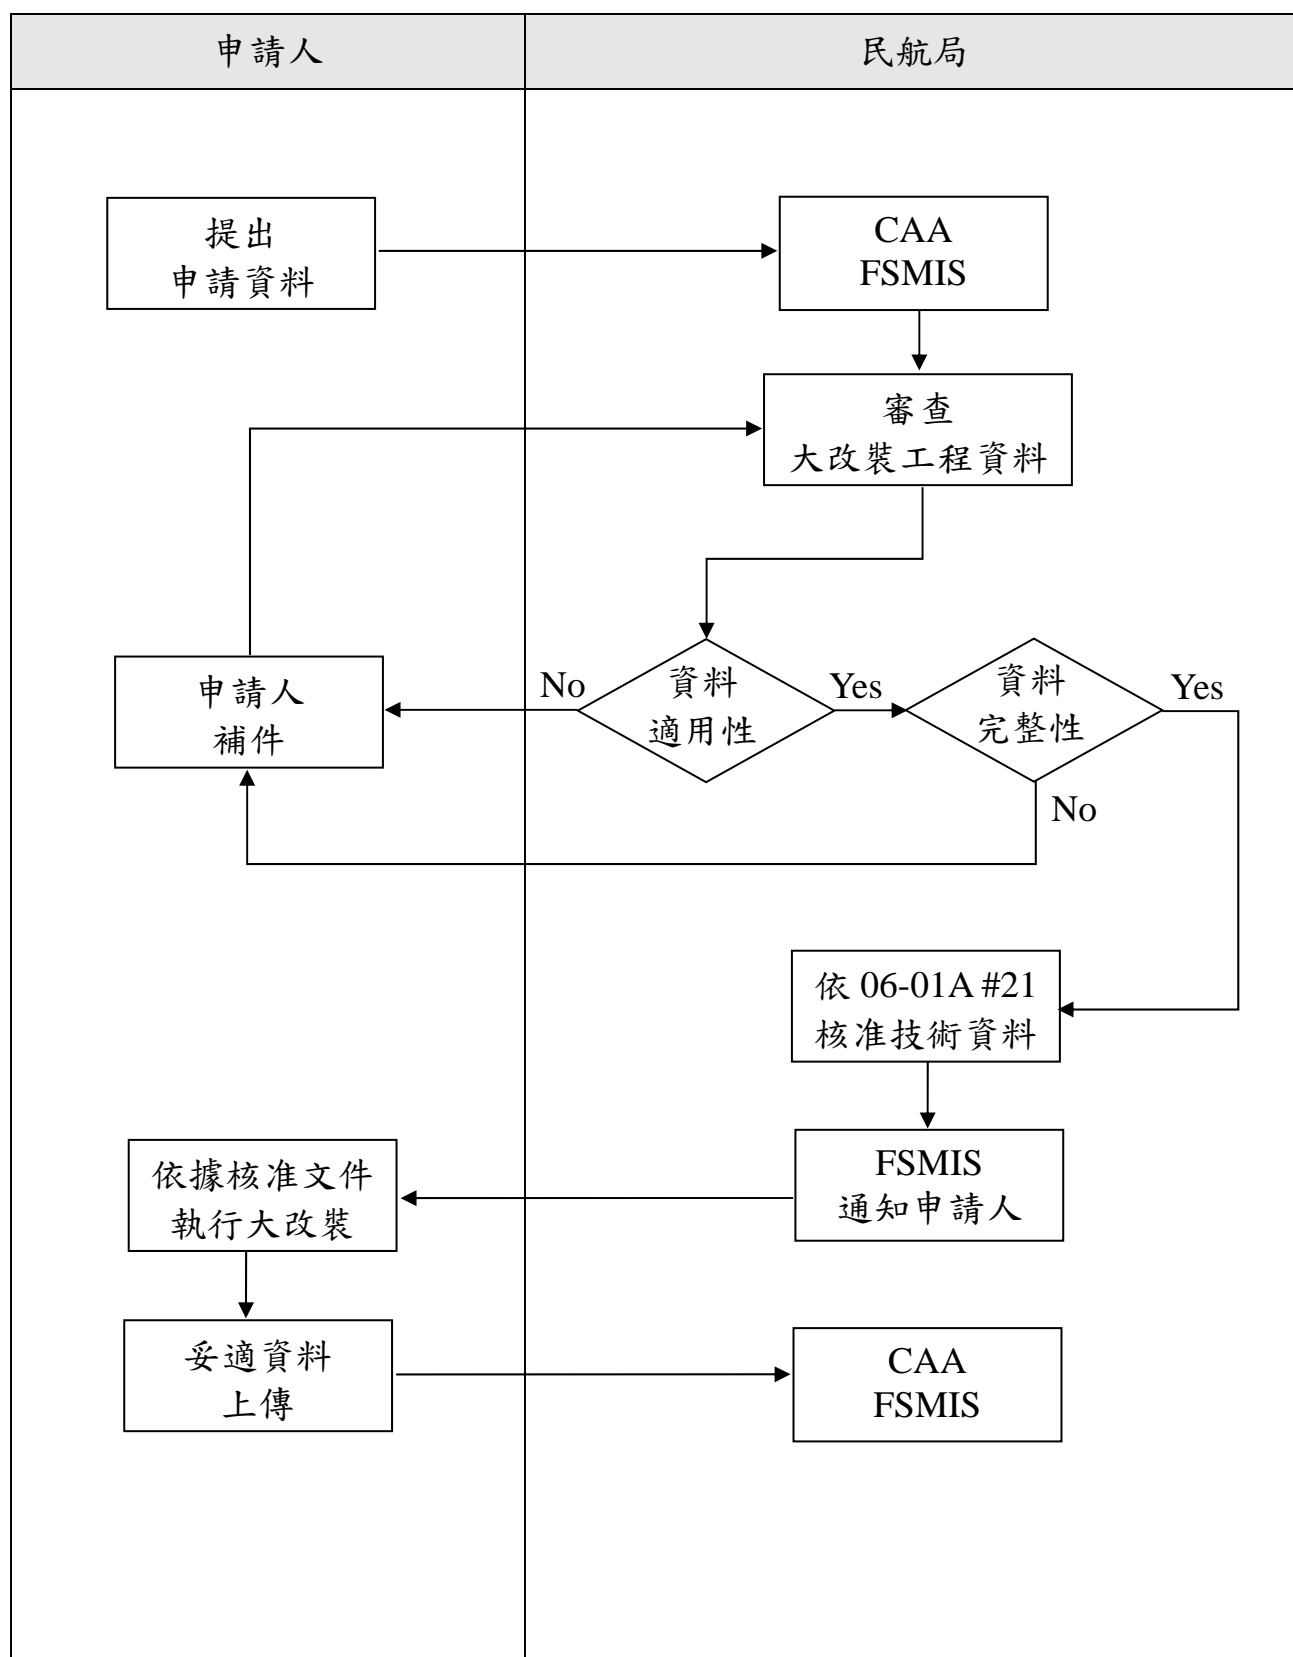 申請人
民航局
提出
申請資料
CAA
FSMIS
審查
大改裝工程資料
申請人
補件
No
資料
適用性
Yes
資料
完整性
Yes
No
依 06-01A #21
核准技術資料
依據核准文件
執行大改裝
FSMIS
通知申請人
妥適資料
上傳
CAA
FSMIS